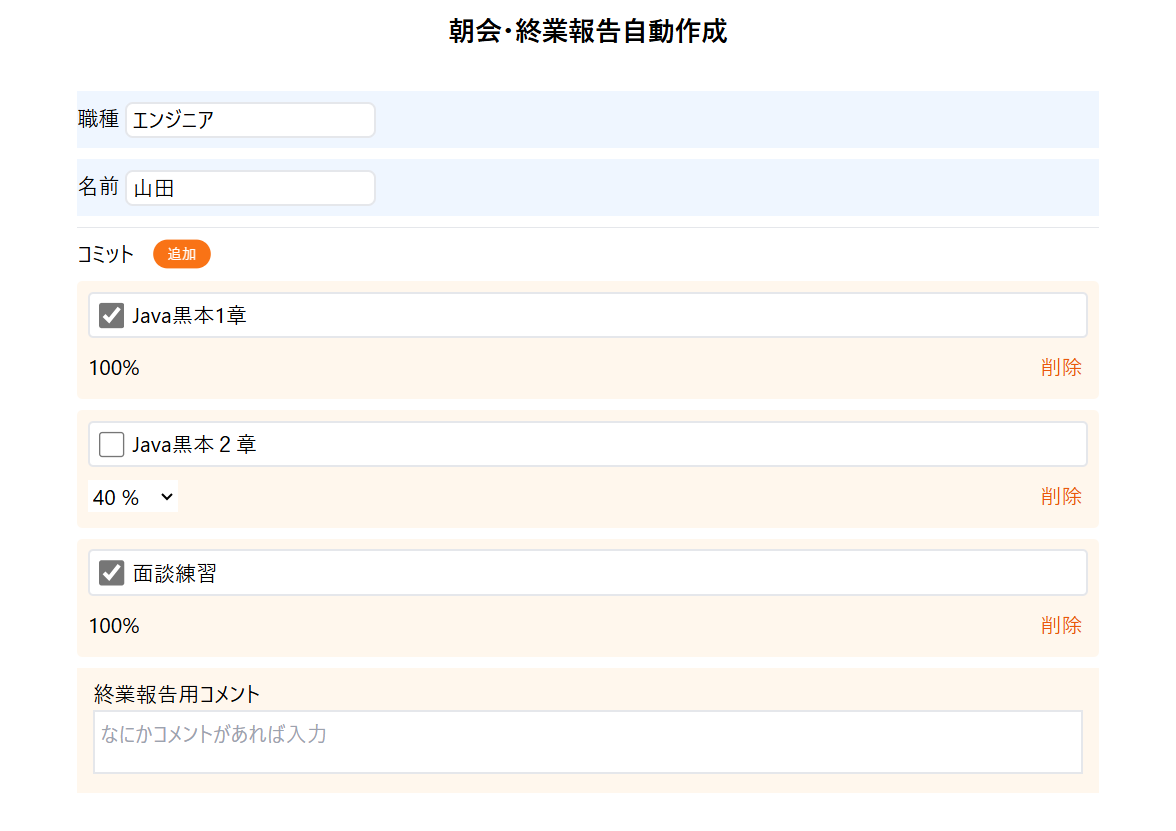 朝会・終業報告自動作成
職種 エンジニア
名前 山田
コミット 追加
Java黒本1章
100% 削除
Java黒本２章
40 % 削除
面談練習
100% 削除
終業報告用コメント
なにかコメントがあれば入力